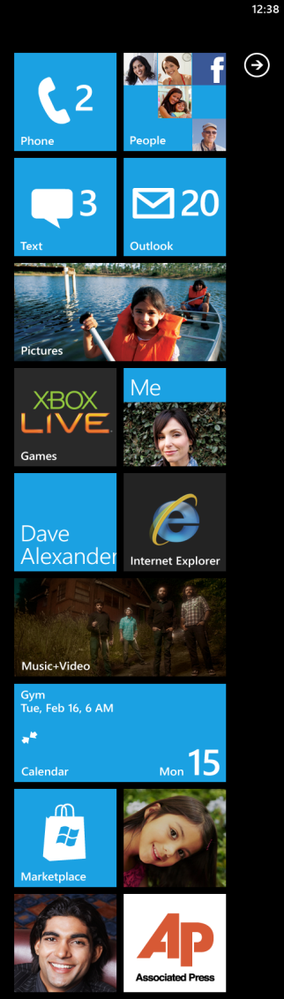 12:38
2
Phone
f
People
3
Text
20
Outlook
Pictures
XBOX
LIVE
Games
Me
Dave
Alexander
Internet Explorer
Music+Video
Gym
Tue, Feb 16, 6 AM
Calendar
Mon 15
Marketplace
AP
Associated Press